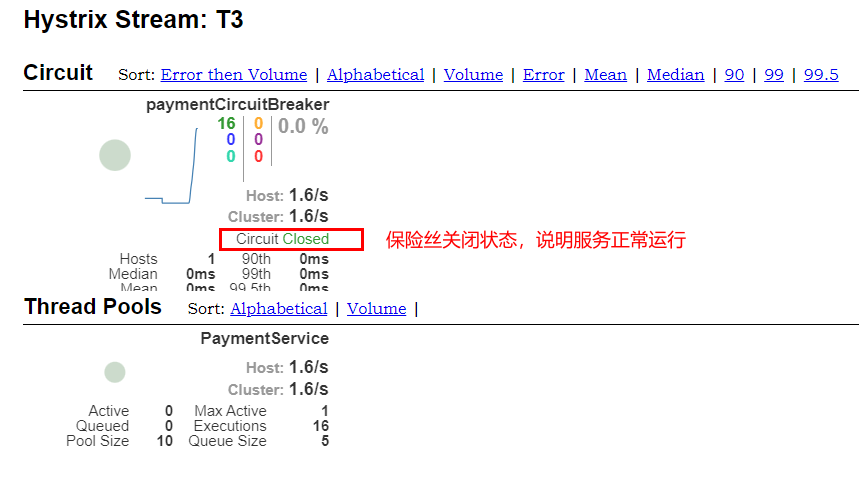 Hystrix Stream: T3
Circuit Sort: Error then Volume | Alphabetical | Volume | Error | Mean | Median | 90 | 99 | 99.5
paymentCircuitBreaker
16 0 0.0 %
0 0
0 0
Host: 1.6/s
Cluster: 1.6/s
Circuit Closed 保险丝关闭状态，说明服务正常运行
Hosts 1 90th 0ms
Median 0ms 99th 0ms
Mean 0ms 99.5th 0ms
Thread Pools Sort: Alphabetical | Volume |
PaymentService
Host: 1.6/s
Cluster: 1.6/s
Active 0 Max Active 1
Queued 0 Executions 16
Pool Size 10 Queue Size 5